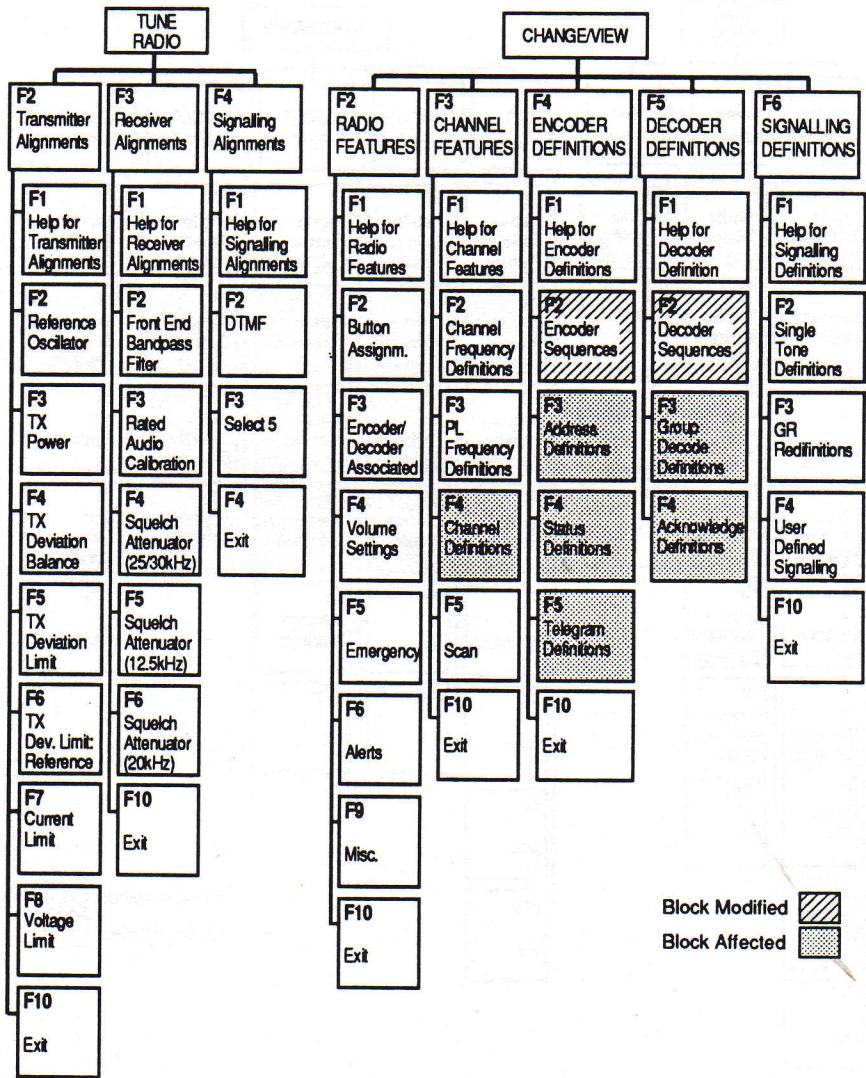 TUNE
RADIO
F2
Transmitter
Alignments
F3
Receiver
Alignments
F4
Signalling
Alignments
F1
Help for
Transmitter
Alignments
F2
Reference
Oscillator
F3
TX
Power
F4
TX
Deviation
Balance
F5
TX
Deviation
Limit
F6
TX
Dev. Limit:
Reference
F7
Current
Limit
F8
Voltage
Limit
F10
Exit
F1
Help for
Receiver
Alignments
F2
Front End
Bandpass
Filter
F3
Rated
Audio
Calibration
F4
Squelch
Attenuator
(25/30kHz)
F5
Squelch
Attenuator
(12.5kHz)
F6
Squelch
Attenuator
(20kHz)
F10
Exit
F1
Help for
Signalling
Alignments
F2
DTMF
F3
Select 5
F4
Exit
CHANGE/VIEW
F2
RADIO
FEATURES
F3
CHANNEL
FEATURES
F4
ENCODER
DEFINITIONS
F5
DECODER
DEFINITIONS
F6
SIGNALLING
DEFINITIONS
F1
Help for
Radio
Features
F2
Button
Assignm.
F3
Encoder/
Decoder
Associated
F4
Volume
Settings
F5
Emergency
F6
Alerts
F9
Misc.
F10
Exit
F1
Help for
Channel
Features
F2
Channel
Frequency
Definitions
F3
PL
Frequency
Definitions
F4
Channel
Definitions
F5
Scan
F10
Exit
F1
Help for
Encoder
Definitions
F2
Encoder
Sequences
F3
Address
Definitions
F4
Status
Definitions
F5
Telegram
Definitions
F10
Exit
F1
Help for
Decoder
Definition
F2
Decoder
Sequences
F3
Group
Decode
Definitions
F4
Acknowledge
Definitions
F1
Help for
Signalling
Definitions
F2
Single
Tone
Definitions
F3
GR
Redifinitions
F4
User
Defined
Signalling
F10
Exit
Block Modified
Block Affected